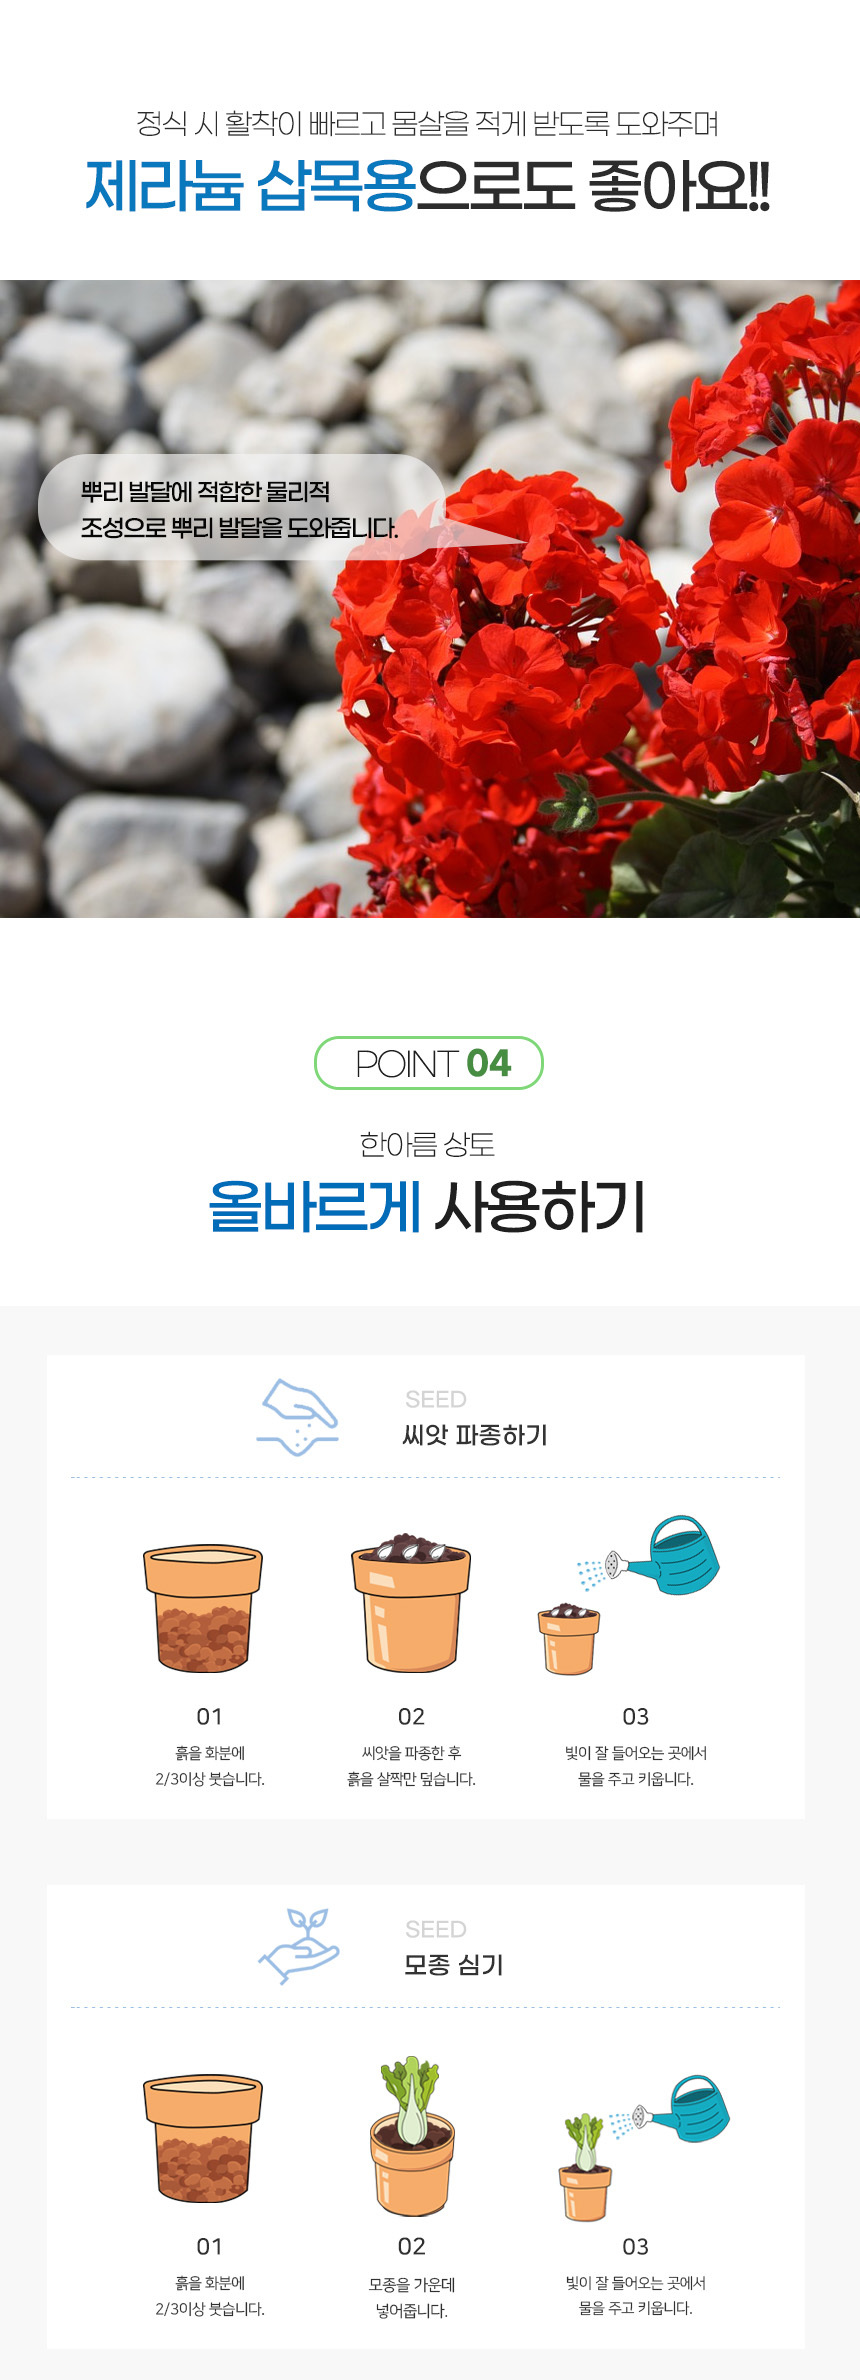 정식 시 활착이 빠르고 몸살을 적게 받도록 도와주며
제라늄 삽목용으로도 좋아요!!
뿌리 발달에 적합한 물리적
조성으로 뿌리 발달을 도와줍니다.
POINT 04
한아름 상토
올바르게 사용하기
SEED
씨앗 파종하기
01
흙을 화분에
2/3이상 붓습니다.
02
씨앗을 파종한 후
흙을 살짝만 덮습니다.
03
빛이 잘 들어오는 곳에서
물을 주고 키웁니다.
SEED
모종 심기
01
흙을 화분에
2/3이상 붓습니다.
02
모종을 가운데
넣어줍니다.
03
빛이 잘 들어오는 곳에서
물을 주고 키웁니다.